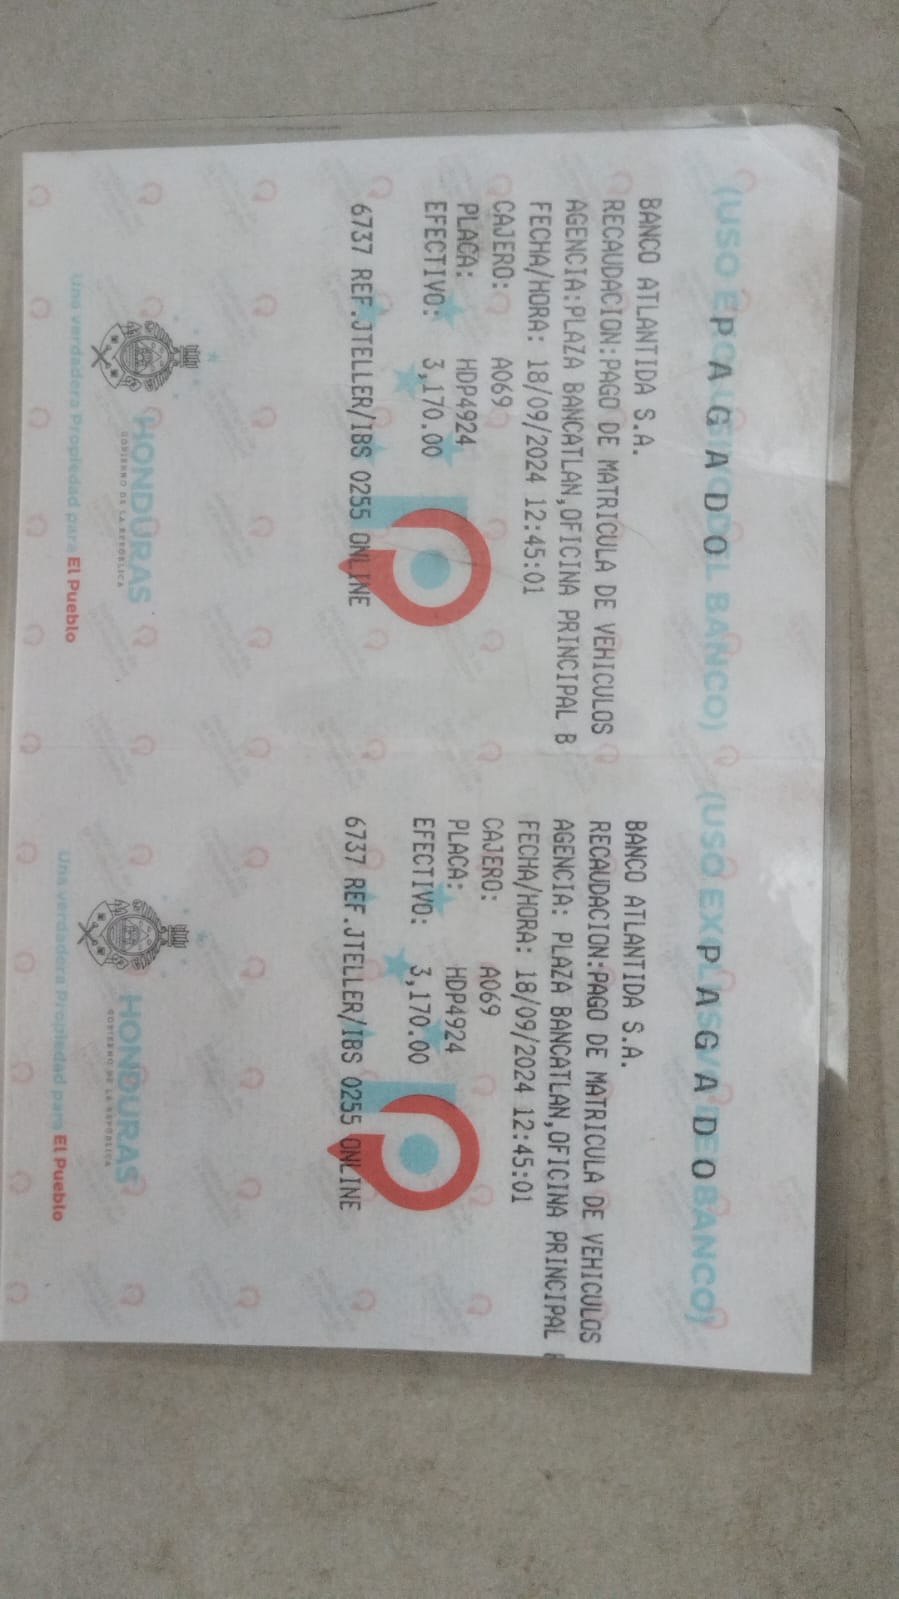 (USO EXCLUSIVO DEL BANCO)
P A G A D O
BANCO ATLANTIDA S.A.
RECAUDACION:PAGO DE MATRICULA DE VEHICULOS
AGENCIA:PLAZA BANCATLAN,OFICINA PRINCIPAL B
FECHA/HORA: 18/09/2024 12:45:01
CAJERO: A069
PLACA: HDP4924
EFECTIVO: 3,170.00
6737 REF.JTELLER/IBS 0255 ONLINE
HONDURAS
GOBIERNO DE LA REPÚBLICA
Una verdadera Propiedad para El Pueblo
(USO EXCLUSIVO DEL BANCO)
P A G A D O
BANCO ATLANTIDA S.A.
RECAUDACION:PAGO DE MATRICULA DE VEHICULOS
AGENCIA: PLAZA BANCATLAN,OFICINA PRINCIPAL
FECHA/HORA: 18/09/2024 12:45:01
CAJERO: A069
PLACA: HDP4924
EFECTIVO: 3,170.00
6737 REF.JTELLER/IBS 0255 ONLINE
HONDURAS
GOBIERNO DE LA REPÚBLICA
Una verdadera Propiedad para El Pueblo